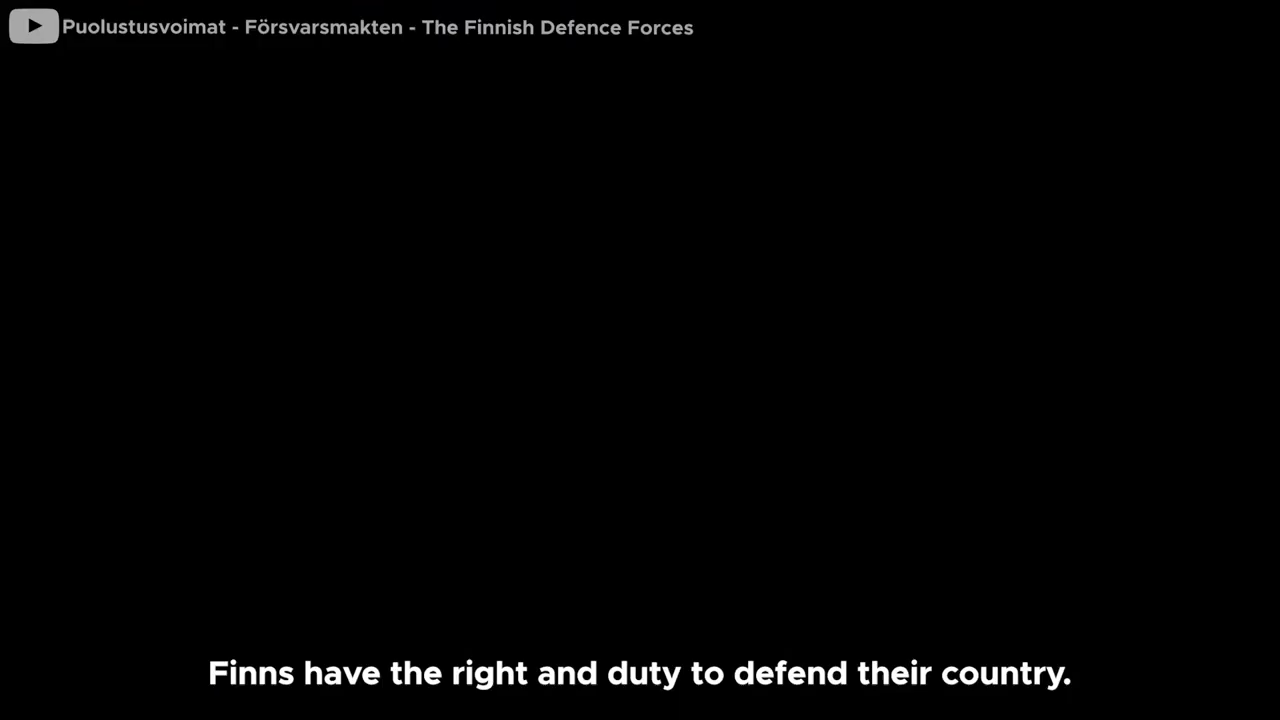 Puolustusvoimat - Försvarsmakten - The Finnish Defence Forces
Finns have the right and duty to defend their country.